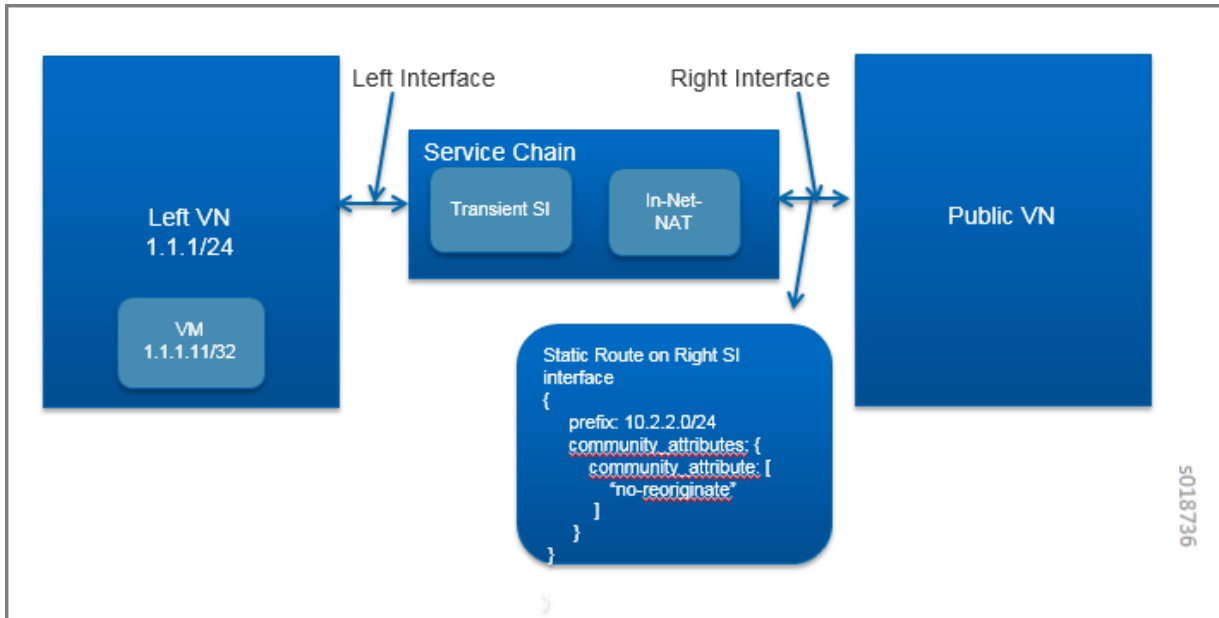 Left Interface
Right Interface
Service Chain
Transient SI
In-Net-
NAT
Left VN
1.1.1/24
VM
1.1.1.11/32
Public VN
Static Route on Right SI
interface
{
prefix: 10.2.2.0/24
community_attributes: {
community_attribute: [
“no-reoriginate”
]
}
}
s018736